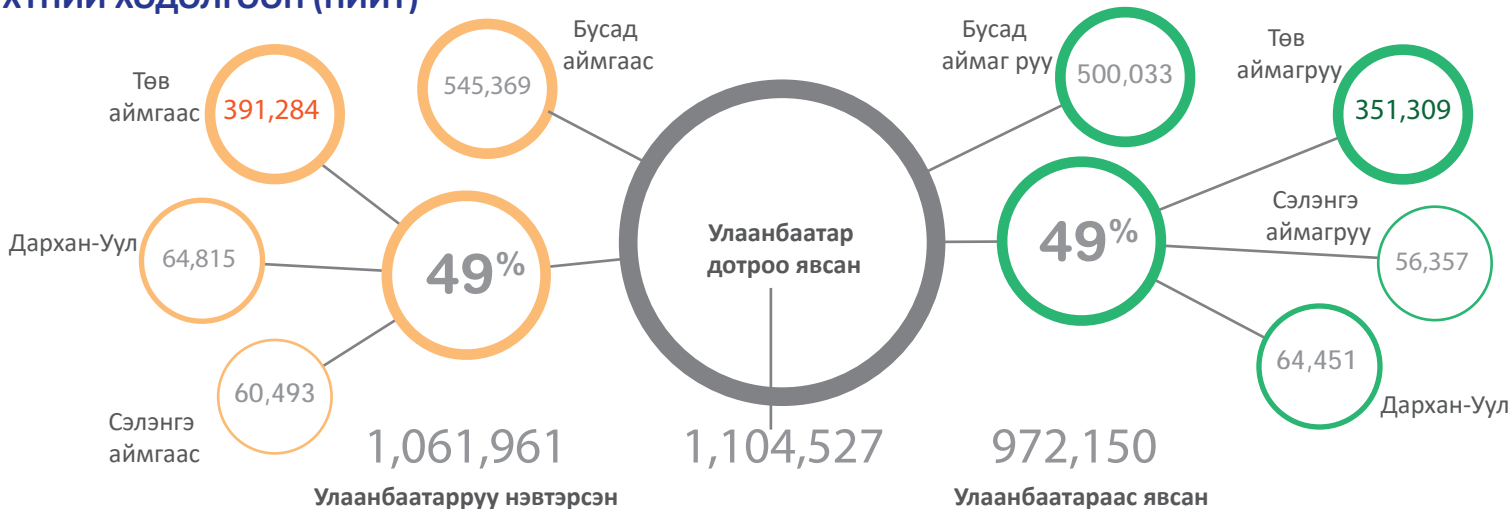 (НИЙТ)
Төв
аймгаас
391,284
Бусад
аймгаас
545,369
Бусад
аймаг руу
500,033
Төв
аймагруу
351,309
Дархан-Уул
64,815
49%
Улаанбаатар
дотроо явсан
49%
Сэлэнгэ
аймагруу
56,357
Сэлэнгэ
аймгаас
60,493
64,451
Дархан-Уул
1,061,961
Улаанбаатарруу нэвтэрсэн
1,104,527
972,150
Улаанбаатараас явсан